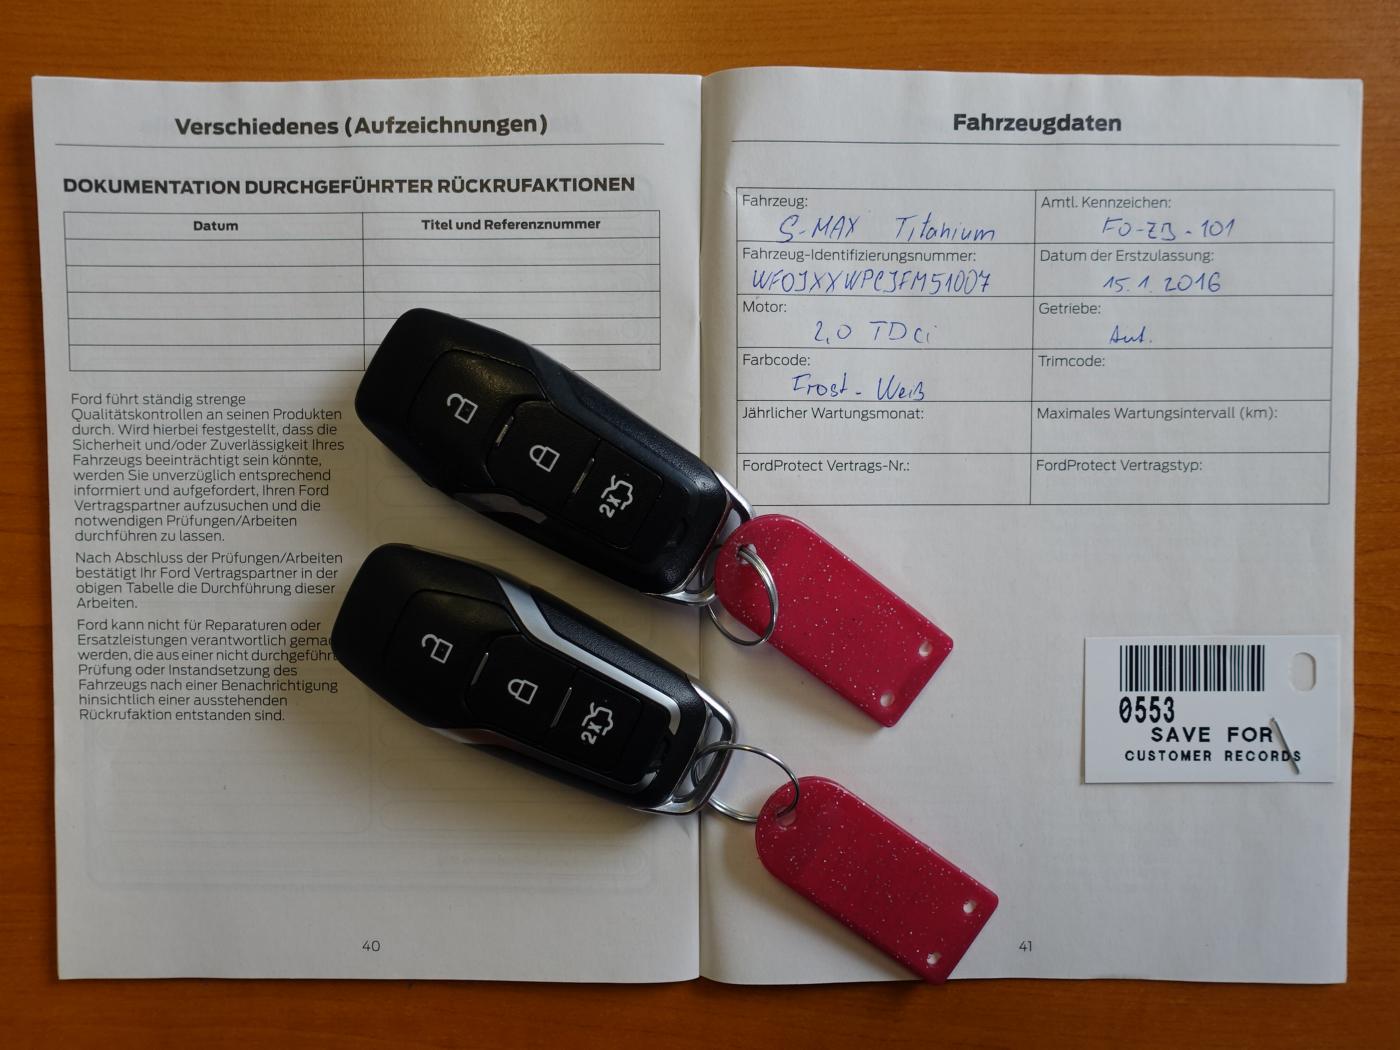 Verschiedenes (Aufzeichnungen)
DOKUMENTATION DURCHGEFÜHRTER RÜCKRUFAKTIONEN
Datum
Titel und Referenznummer
Ford führt ständig strenge
Qualitätskontrollen an seinen Produkten
durch. Wird hierbei festgestellt, dass die
Sicherheit und/oder Zuverlässigkeit Ihres
Fahrzeugs beeinträchtigt sein könnte,
werden Sie unverzüglich entsprechend
informiert und aufgefordert, Ihren Ford
Vertragspartner aufzusuchen und die
notwendigen Prüfungen/Arbeiten
durchführen zu lassen.
Nach Abschluss der Prüfungen/Arbeiten
bestätigt Ihr Ford Vertragspartner in der
obigen Tabelle die Durchführung dieser
Arbeiten.
Ford kann nicht für Reparaturen oder
Ersatzleistungen verantwortlich gemac
werden, die aus einer nicht durchgeführt
Prüfung oder Instandsetzung des
Fahrzeugs nach einer Benachrichtigung
hinsichtlich einer ausstehenden
Rückrufaktion entstanden sind.
2x
2x
40
Fahrzeugdaten
Fahrzeug:
S-MAX Titanium
Amtl. Kennzeichen:
FO-ZB-101
Fahrzeug-Identifizierungsnummer:
WF0JXXWPCJFM51007
Datum der Erstzulassung:
15.1.2016
Motor:
2,0 TDCi
Getriebe:
Aut.
Farbcode:
Frost-Weiß
Trimcode:
Jährlicher Wartungsmonat:
Maximales Wartungsintervall (km):
FordProtect Vertrags-Nr.:
FordProtect Vertragstyp:
0553
SAVE FOR
CUSTOMER RECORDS
41